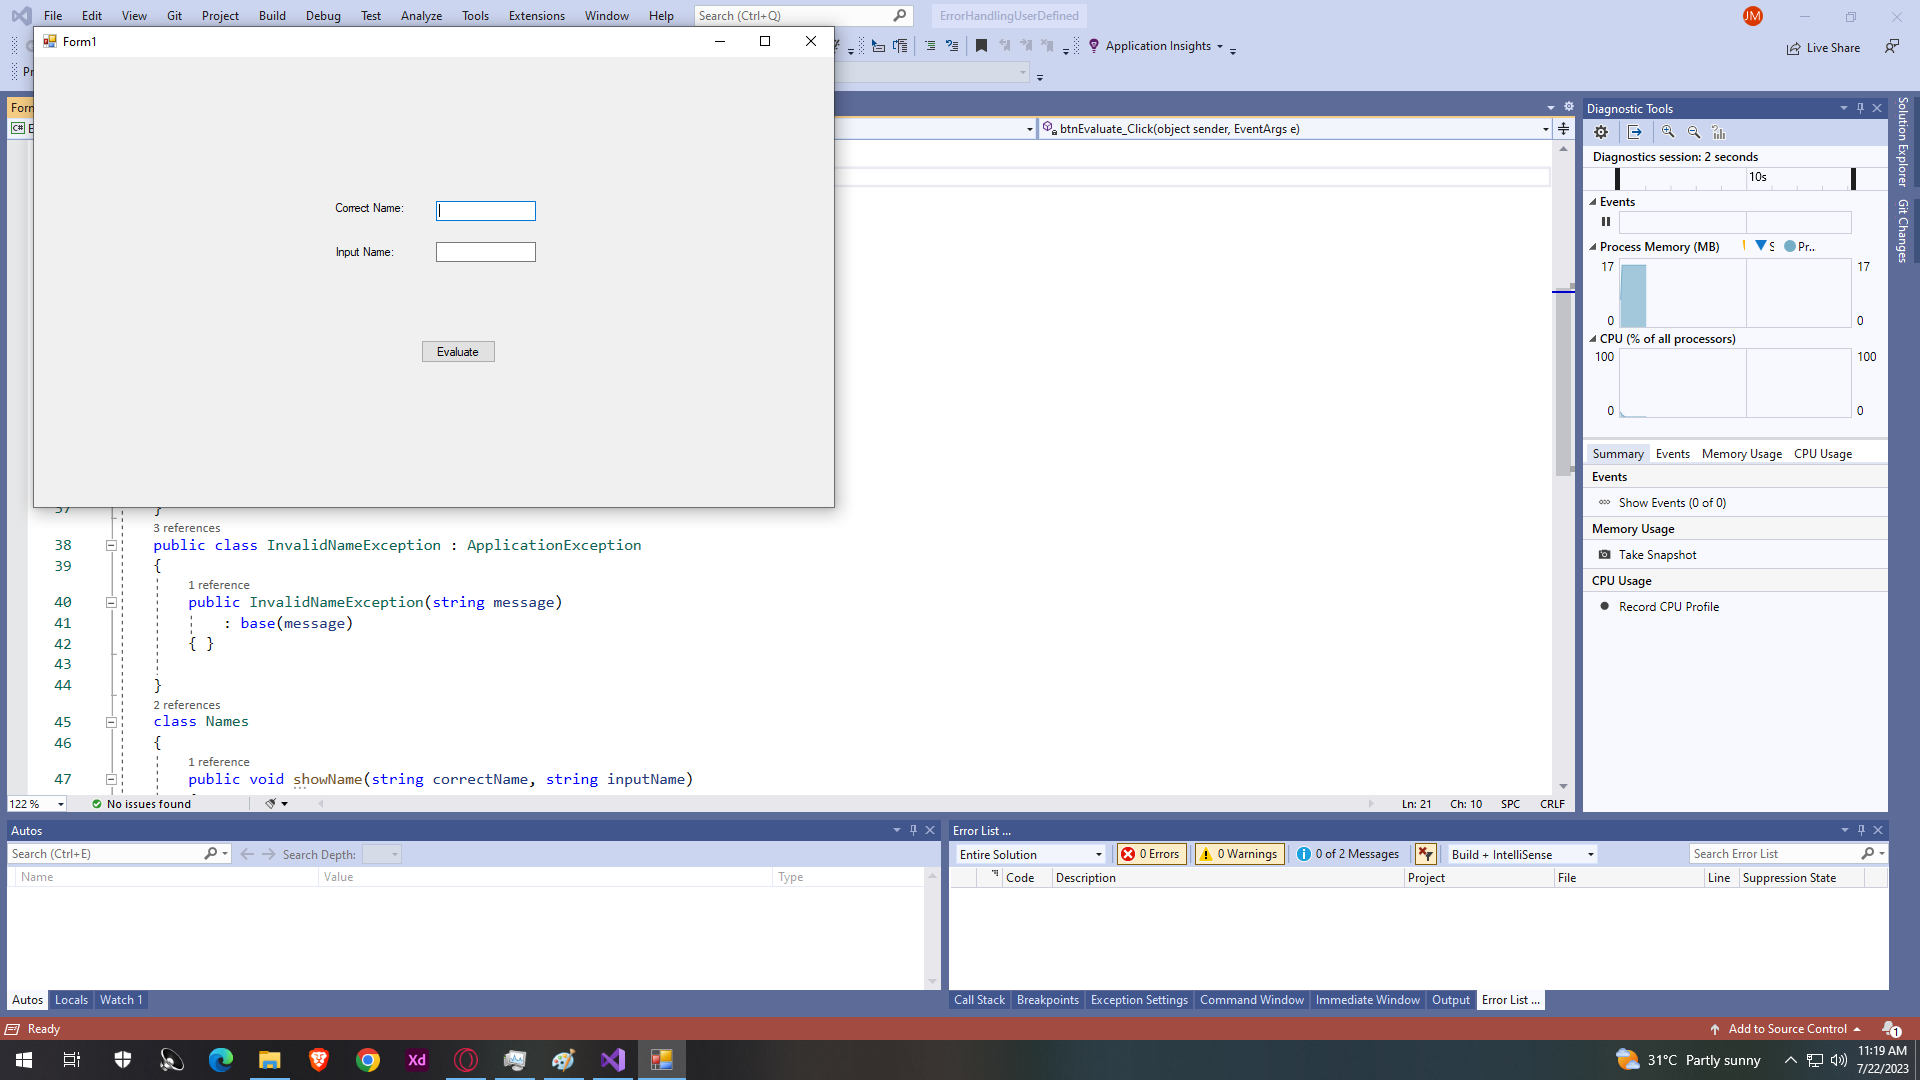 File Edit View Git Project Build Debug Test Analyze Tools Extensions Window Help Search (Ctrl+Q) ErrorHandlingUserDefined JM
Form1
Application Insights
Live Share
btnEvaluate_Click(object sender, EventArgs e)
Correct Name:
Input Name:
Evaluate
37 }
3 references
38 public class InvalidNameException : ApplicationException
39 {
1 reference
40 public InvalidNameException(string message)
41 : base(message)
42 { }
43
44 }
2 references
45 class Names
46 {
1 reference
47 public void showName(string correctName, string inputName)
122 % No issues found Ln: 21 Ch: 10 SPC CRLF
Diagnostic Tools
Diagnostics session: 2 seconds
10s
Events
Process Memory (MB) S Pr...
17 17
0 0
CPU (% of all processors)
100 100
0 0
Summary Events Memory Usage CPU Usage
Events
Show Events (0 of 0)
Memory Usage
Take Snapshot
CPU Usage
Record CPU Profile
Solution Explorer
Git Changes
Autos
Search (Ctrl+E) Search Depth:
Name Value Type
Autos Locals Watch 1
Error List ...
Entire Solution 0 Errors 0 Warnings 0 of 2 Messages Build + IntelliSense Search Error List
Code Description Project File Line Suppression State
Call Stack Breakpoints Exception Settings Command Window Immediate Window Output Error List ...
Ready Add to Source Control 1
Xd
31°C Partly sunny
11:19 AM
7/22/2023